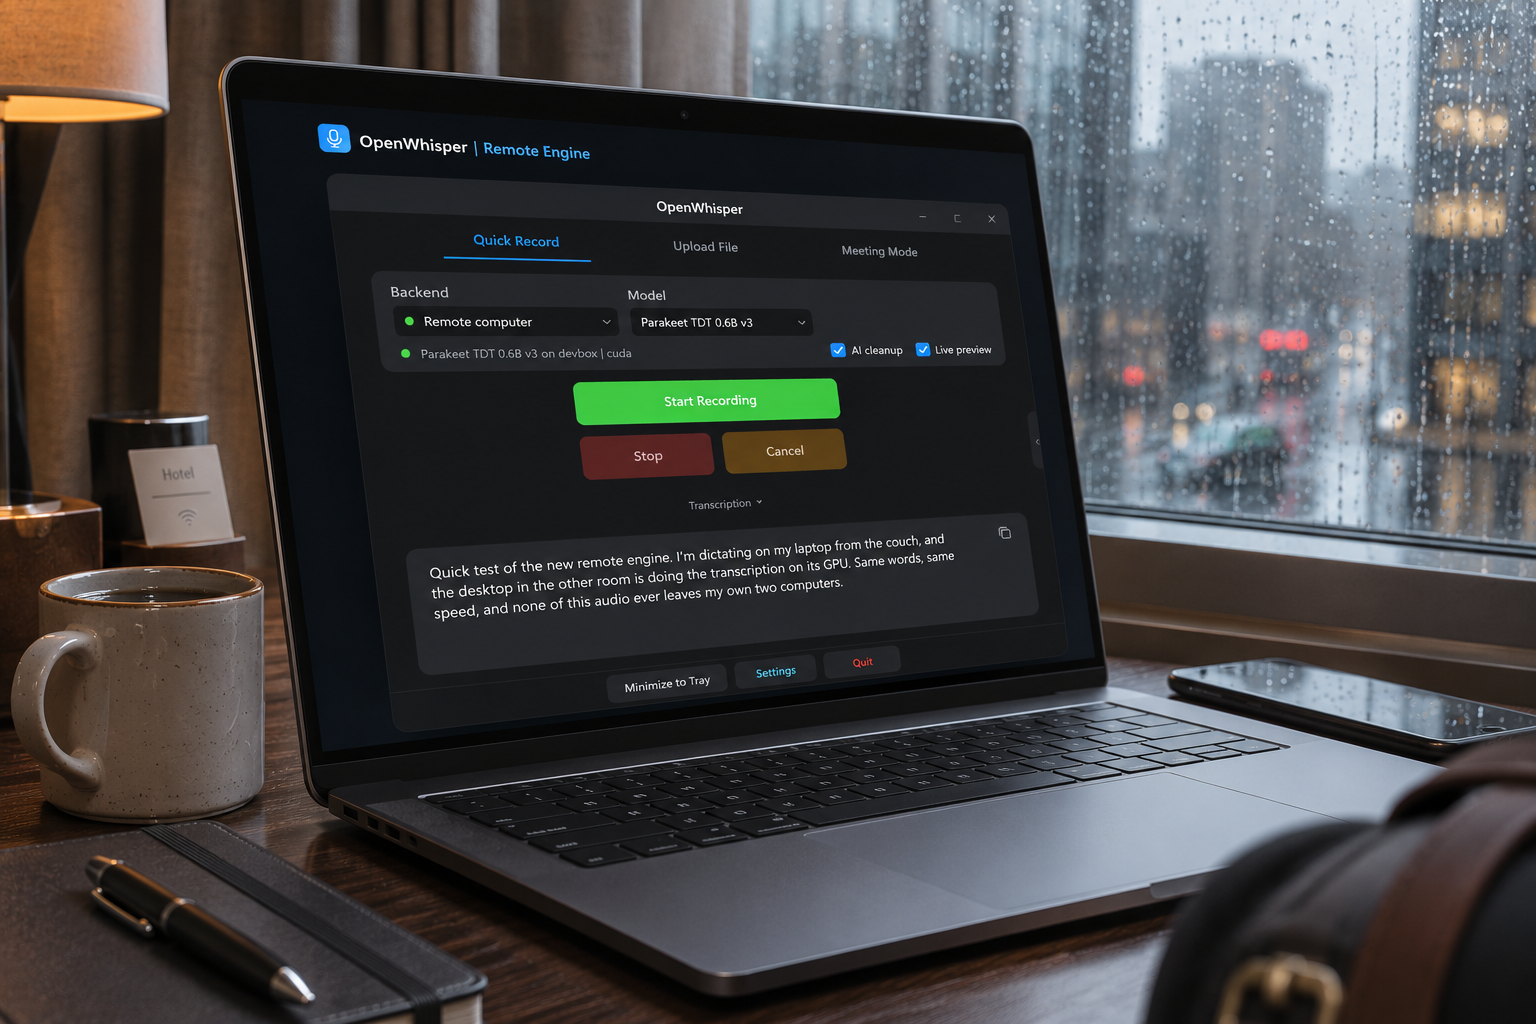 OpenWhisper | Remote Engine
OpenWhisper
Quick Record
Upload File
Meeting Mode
Backend
Model
Remote computer
Parakeet TDT 0.6B v3
Parakeet TDT 0.6B v3 on devbox | cuda
AI cleanup
Live preview
Start Recording
Stop
Cancel
Transcription
Quick test of the new remote engine. I'm dictating on my laptop from the couch, and
the desktop in the other room is doing the transcription on its GPU. Same words, same
speed, and none of this audio ever leaves my own two computers.
Minimize to Tray
Settings
Quit
Hotel